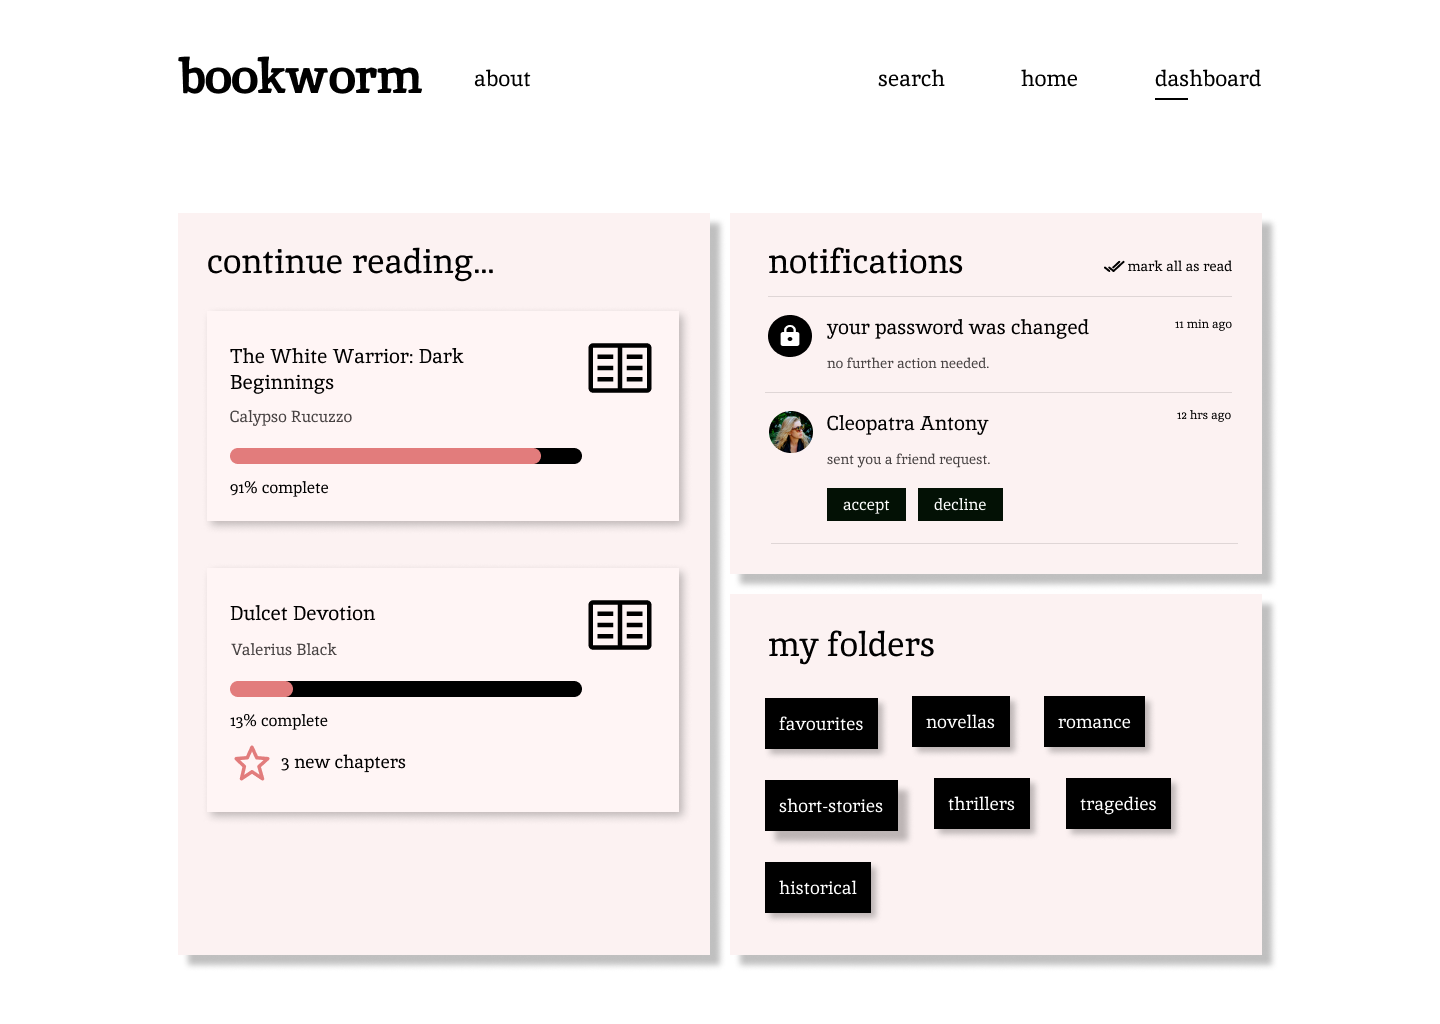 bookworm
about
search
home
dashboard
continue reading...
The White Warrior: Dark
Beginnings
Calypso Rucuzzo
91% complete
Dulcet Devotion
Valerius Black
13% complete
3 new chapters
notifications
mark all as read
your password was changed
11 min ago
no further action needed.
Cleopatra Antony
12 hrs ago
sent you a friend request.
accept
decline
my folders
favourites
novellas
romance
short-stories
thrillers
tragedies
historical